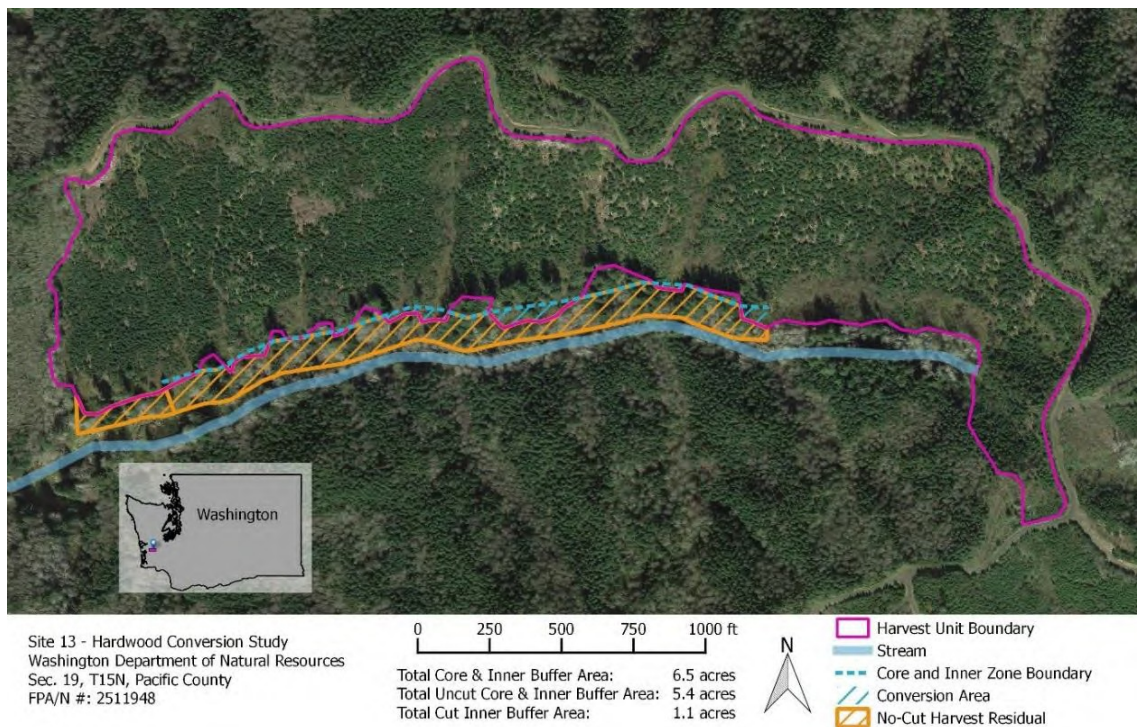 Washington
Site 13 - Hardwood Conversion Study
Washington Department of Natural Resources
Sec. 19, T15N, Pacific County
FPA/N #: 2511948
0 250 500 750 1000 ft
Total Core & Inner Buffer Area: 6.5 acres
Total Uncut Core & Inner Buffer Area: 5.4 acres
Total Cut Inner Buffer Area: 1.1 acres
N
Harvest Unit Boundary
Stream
Core and Inner Zone Boundary
Conversion Area
No-Cut Harvest Residual